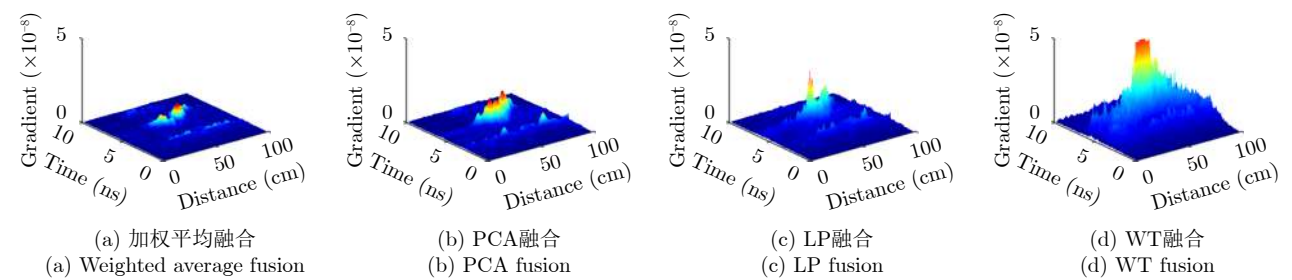 5
0
Gradient (×10⁻⁸)
10
5
0
Time (ns)
0
50
100
Distance (cm)
(a) 加权平均融合
(a) Weighted average fusion
5
0
Gradient (×10⁻⁸)
10
5
0
Time (ns)
0
50
100
Distance (cm)
(b) PCA融合
(b) PCA fusion
5
0
Gradient (×10⁻⁸)
10
5
0
Time (ns)
0
50
100
Distance (cm)
(c) LP融合
(c) LP fusion
5
0
Gradient (×10⁻⁸)
10
5
0
Time (ns)
0
50
100
Distance (cm)
(d) WT融合
(d) WT fusion